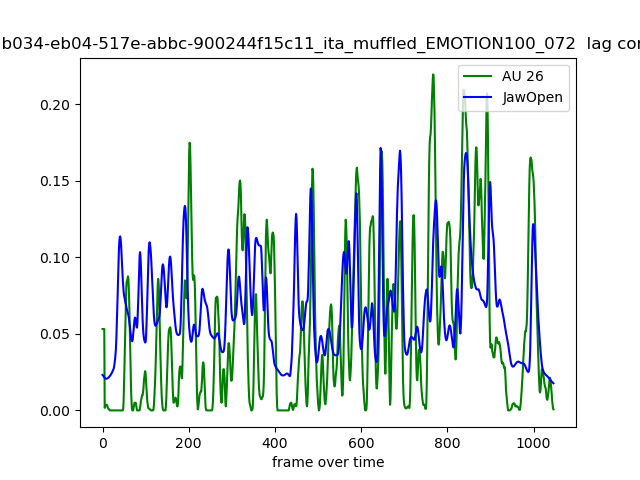 b034-eb04-517e-abbc-900244f15c11_ita_muffled_EMOTION100_072 lag
AU 26
JawOpen
0.20
0.15
0.10
0.05
0.00
0 200 400 600 800 1000
frame over time